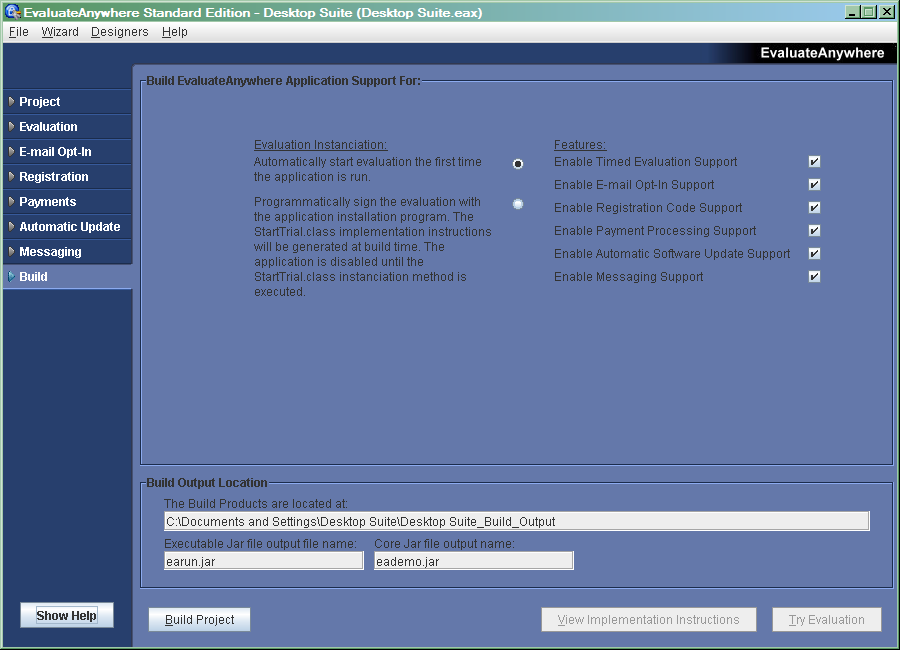 EvaluateAnywhere Standard Edition - Desktop Suite (Desktop Suite.eax)
File Wizard Designers Help
EvaluateAnywhere
Project
Evaluation
E-mail Opt-In
Registration
Payments
Automatic Update
Messaging
Build
Show Help
Build EvaluateAnywhere Application Support For:
Evaluation Instanciation:
Automatically start evaluation the first time
the application is run.
Programmatically sign the evaluation with
the application installation program. The
StartTrial.class implementation instructions
will be generated at build time. The
application is disabled until the
StartTrial.class instanciation method is
executed.
Features:
Enable Timed Evaluation Support
Enable E-mail Opt-In Support
Enable Registration Code Support
Enable Payment Processing Support
Enable Automatic Software Update Support
Enable Messaging Support
Build Output Location
The Build Products are located at:
C:\Documents and Settings\Desktop Suite\Desktop Suite_Build_Output
Executable Jar file output file name: Core Jar file output name:
earun.jar eademo.jar
Build Project View Implementation Instructions Try Evaluation